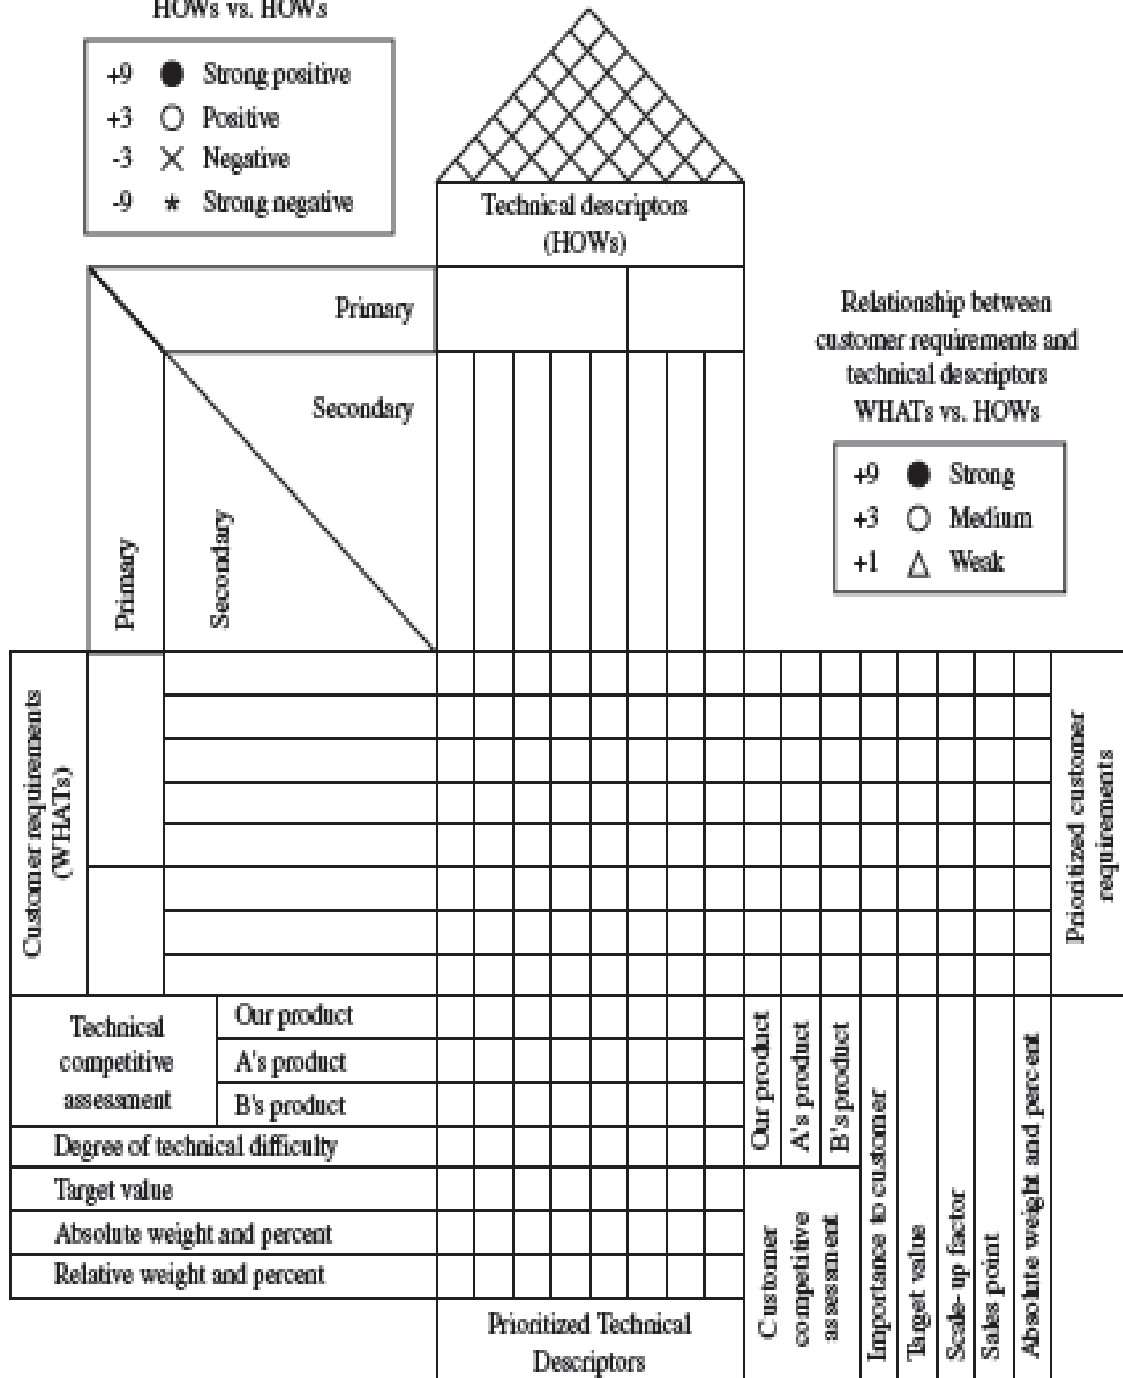 HOWs vs. HOWs
+9 ● Strong positive
+3 ○ Positive
-3 × Negative
-9 * Strong negative
Technical descriptors
(HOWs)
Primary
Secondary
Relationship between
customer requirements and
technical descriptors
WHATs vs. HOWs
+9 ● Strong
+3 ○ Medium
+1 △ Weak
Primary
Secondary
Customer requirements
(WHATs)
Prioritized customer
requirements
Technical
competitive
assessment
Our product
A's product
B's product
Degree of technical difficulty
Target value
Absolute weight and percent
Relative weight and percent
Our product
A's product
B's product
Customer
competitive
assessment
Importance to customer
Target value
Scale-up factor
Sales point
Absolute weight and percent
Prioritized Technical
Descriptors